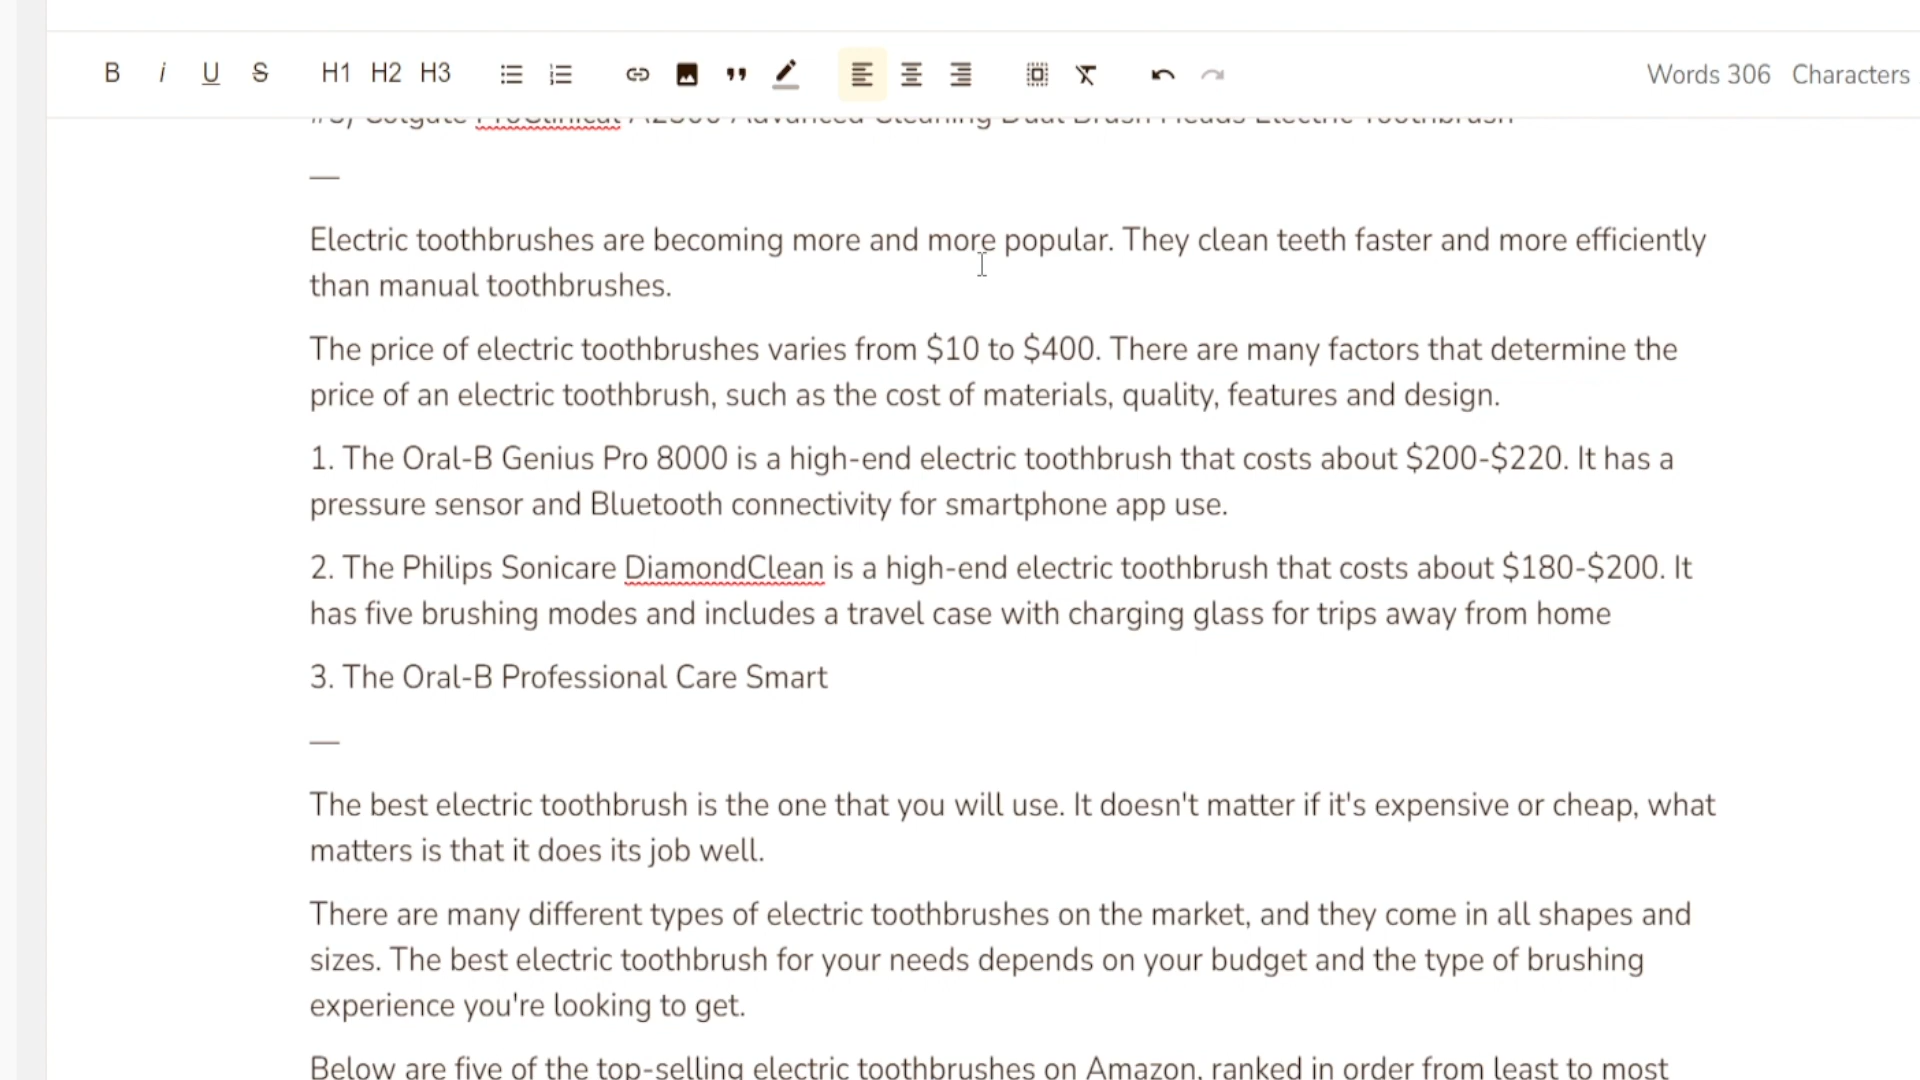 B i U S H1 H2 H3 Words 306 Characters
Colgate ProClinical Advanced Cleaning Dual Brush Heads Electric Toothbrush
—
Electric toothbrushes are becoming more and more popular. They clean teeth faster and more efficiently
than manual toothbrushes.
The price of electric toothbrushes varies from $10 to $400. There are many factors that determine the
price of an electric toothbrush, such as the cost of materials, quality, features and design.
1. The Oral-B Genius Pro 8000 is a high-end electric toothbrush that costs about $200-$220. It has a
pressure sensor and Bluetooth connectivity for smartphone app use.
2. The Philips Sonicare DiamondClean is a high-end electric toothbrush that costs about $180-$200. It
has five brushing modes and includes a travel case with charging glass for trips away from home
3. The Oral-B Professional Care Smart
—
The best electric toothbrush is the one that you will use. It doesn't matter if it's expensive or cheap, what
matters is that it does its job well.
There are many different types of electric toothbrushes on the market, and they come in all shapes and
sizes. The best electric toothbrush for your needs depends on your budget and the type of brushing
experience you're looking to get.
Below are five of the top-selling electric toothbrushes on Amazon, ranked in order from least to most